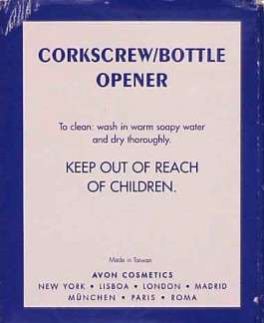 CORKSCREW/BOTTLE
OPENER
To clean: wash in warm soapy water
and dry thoroughly.
KEEP OUT OF REACH
OF CHILDREN.
Made in Taiwan
AVON COSMETICS
NEW YORK • LISBOA • LONDON • MADRID
MÜNCHEN • PARIS • ROMA